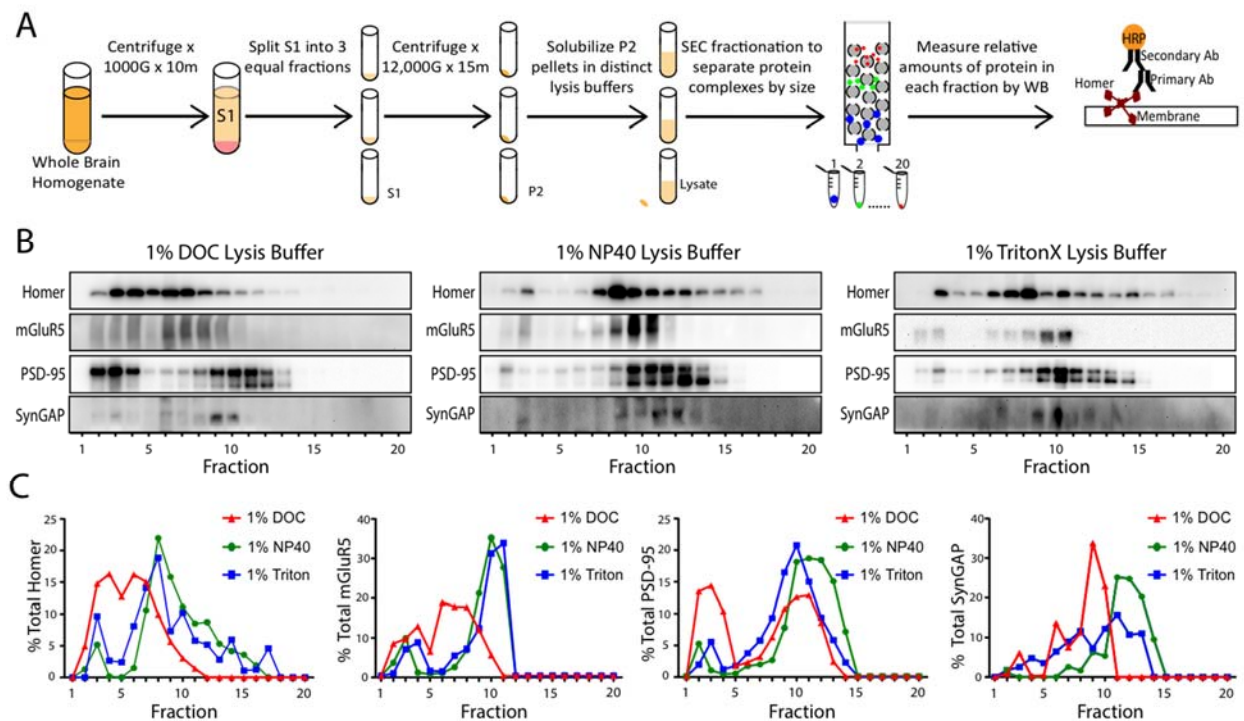 A
Centrifuge x
1000G x 10m
Split S1 into 3
equal fractions
Centrifuge x
12,000G x 15m
Solubilize P2
pellets in distinct
lysis buffers
SEC fractionation to
separate protein
complexes by size
Measure relative
amounts of protein in
each fraction by WB
HRP
Secondary Ab
Primary Ab
Homer
Membrane
S1
Whole Brain
Homogenate
S1
P2
Lysate
1 2 20
......
B
1% DOC Lysis Buffer
1% NP40 Lysis Buffer
1% TritonX Lysis Buffer
Homer
mGluR5
PSD-95
SynGAP
1 5 10 15 20
Fraction
Homer
mGluR5
PSD-95
SynGAP
1 5 10 15 20
Fraction
Homer
mGluR5
PSD-95
SynGAP
1 5 10 15 20
Fraction
C
% Total Homer
25
20
15
10
5
0
1% DOC
1% NP40
1% Triton
1 5 10 15 20
Fraction
% Total mGluR5
40
30
20
10
0
1% DOC
1% NP40
1% Triton
1 5 10 15 20
Fraction
% Total PSD-95
25
20
15
10
5
0
1% DOC
1% NP40
1% Triton
1 5 10 15 20
Fraction
% Total SynGAP
40
30
20
10
0
1% DOC
1% NP40
1% Triton
1 5 10 15 20
Fraction